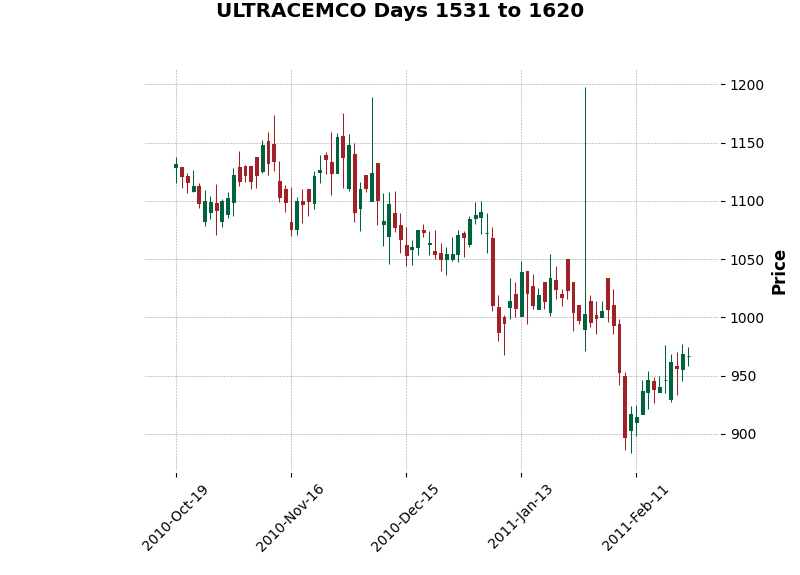 ULTRACEMCO Days 1531 to 1620
1200
1150
1100
1050
1000
950
900
Price
2010-Oct-19
2010-Nov-16
2010-Dec-15
2011-Jan-13
2011-Feb-11